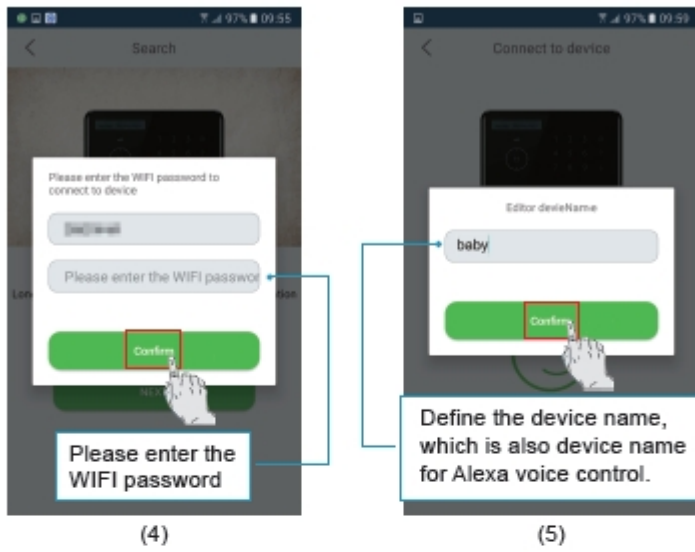 97% 09:55
Search
Please enter the WIFI password to
connect to device
Please enter the WIFI passwor
Confirm
NEXT
Please enter the
WIFI password
(4)
97% 09:59
Connect to device
Editor devieName
baby
Confirm
Define the device name,
which is also device name
for Alexa voice control.
(5)